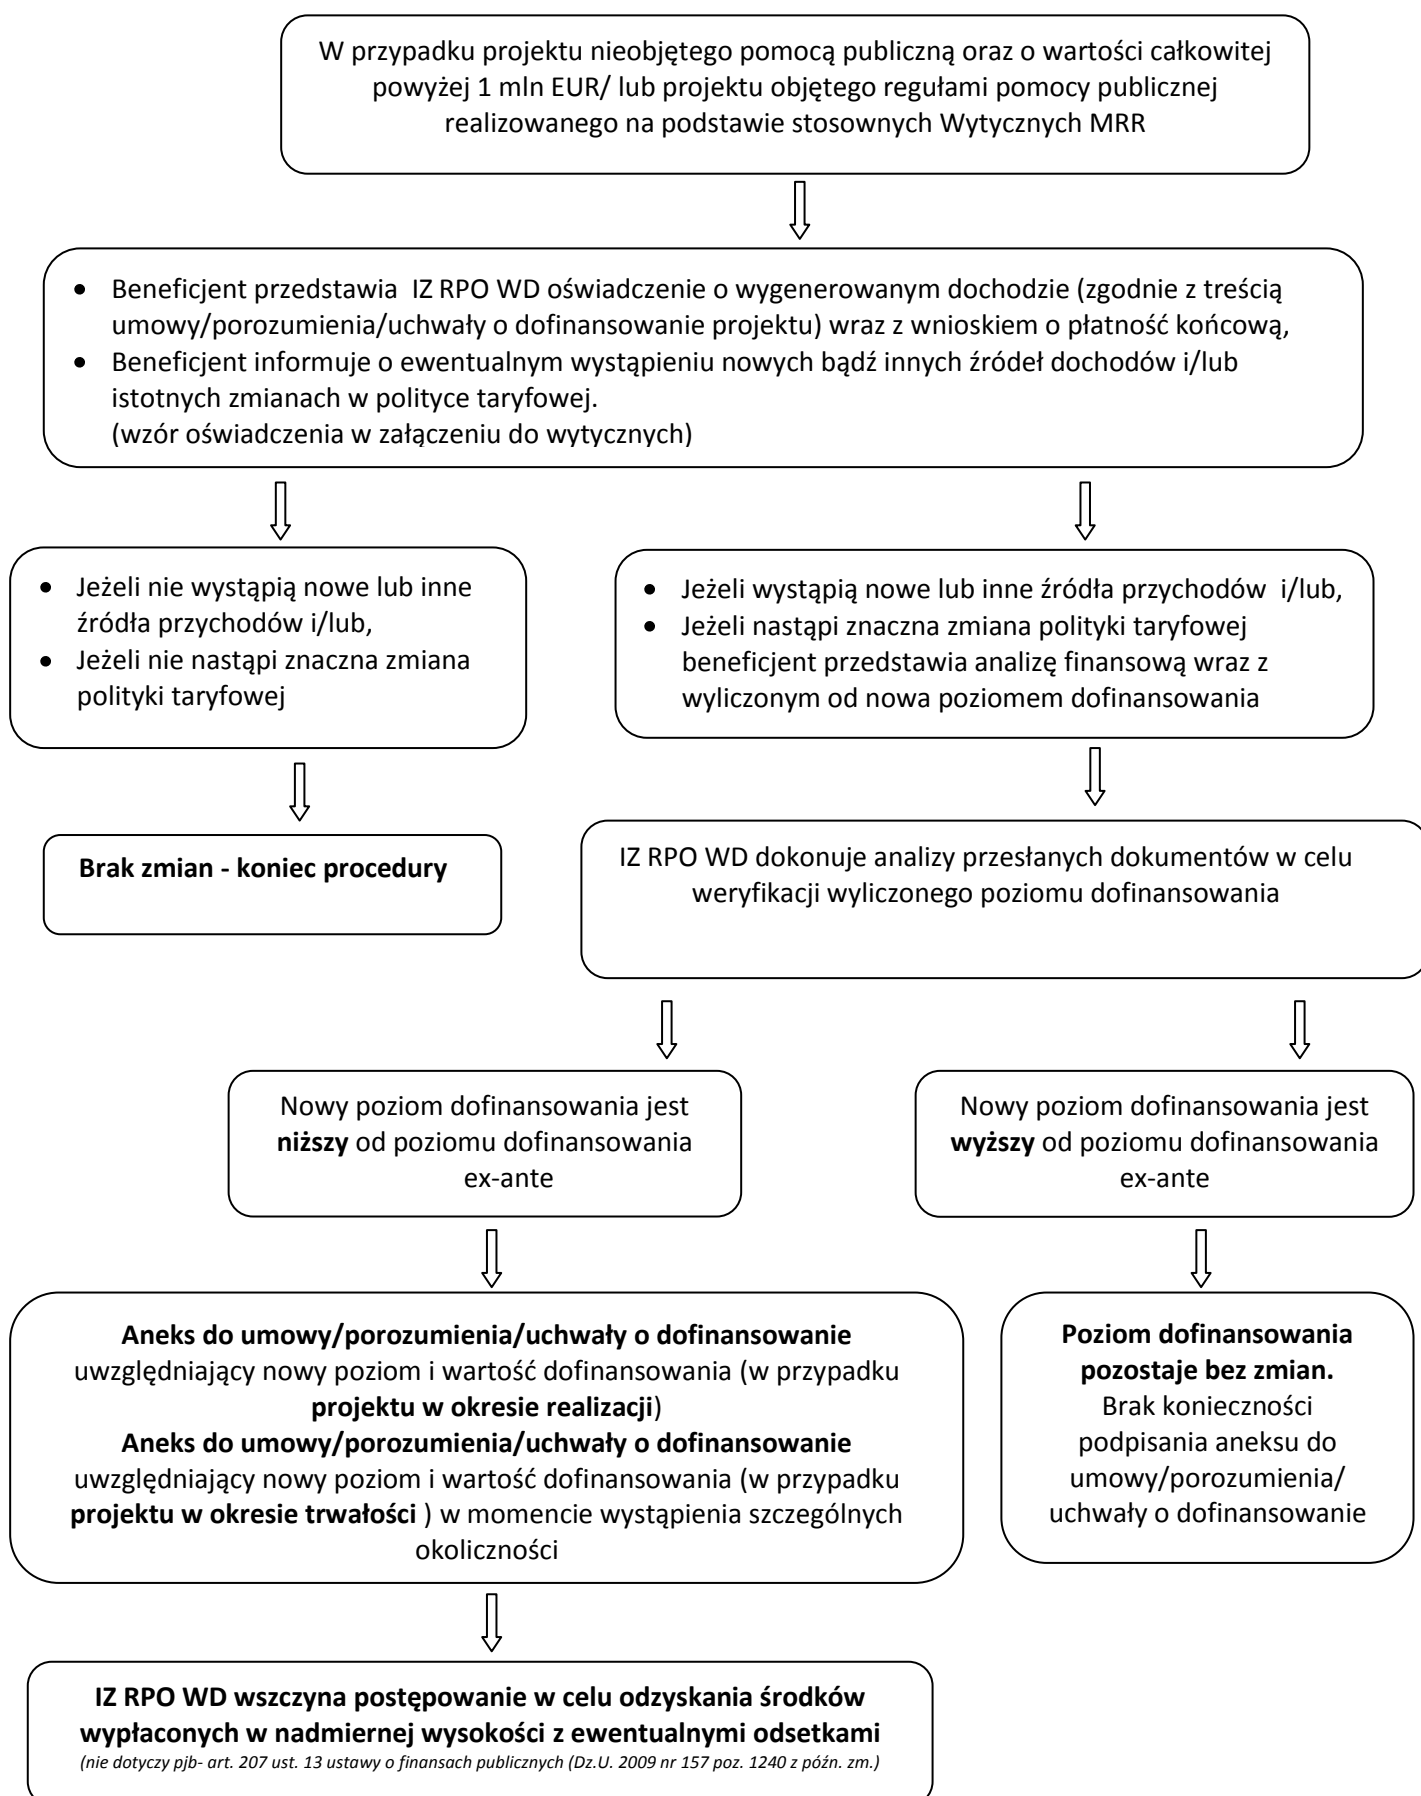 W przypadku projektu nieobjętego pomocą publiczną oraz o wartości całkowitej
powyżej 1 mln EUR/ lub projektu objętego regułami pomocy publicznej
realizowanego na podstawie stosownych Wytycznych MRR
• Beneficjent przedstawia IZ RPO WD oświadczenie o wygenerowanym dochodzie (zgodnie z treścią
umowy/porozumienia/uchwały o dofinansowanie projektu) wraz z wnioskiem o płatność końcową,
• Beneficjent informuje o ewentualnym wystąpieniu nowych bądź innych źródeł dochodów i/lub
istotnych zmianach w polityce taryfowej.
(wzór oświadczenia w załączeniu do wytycznych)
• Jeżeli nie wystąpią nowe lub inne
źródła przychodów i/lub,
• Jeżeli nie nastąpi znaczna zmiana
polityki taryfowej
• Jeżeli wystąpią nowe lub inne źródła przychodów i/lub,
• Jeżeli nastąpi znaczna zmiana polityki taryfowej
beneficjent przedstawia analizę finansową wraz z
wyliczonym od nowa poziomem dofinansowania
Brak zmian - koniec procedury
IZ RPO WD dokonuje analizy przesłanych dokumentów w celu
weryfikacji wyliczonego poziomu dofinansowania
Nowy poziom dofinansowania jest
niższy od poziomu dofinansowania
ex-ante
Nowy poziom dofinansowania jest
wyższy od poziomu dofinansowania
ex-ante
Aneks do umowy/porozumienia/uchwały o dofinansowanie
uwzględniający nowy poziom i wartość dofinansowania (w przypadku
projektu w okresie realizacji)
Aneks do umowy/porozumienia/uchwały o dofinansowanie
uwzględniający nowy poziom i wartość dofinansowania (w przypadku
projektu w okresie trwałości ) w momencie wystąpienia szczególnych
okoliczności
Poziom dofinansowania
pozostaje bez zmian.
Brak konieczności
podpisania aneksu do
umowy/porozumienia/
uchwały o dofinansowanie
IZ RPO WD wszczyna postępowanie w celu odzyskania środków
wypłaconych w nadmiernej wysokości z ewentualnymi odsetkami
(nie dotyczy pjb- art. 207 ust. 13 ustawy o finansach publicznych (Dz.U. 2009 nr 157 poz. 1240 z późn. zm.)